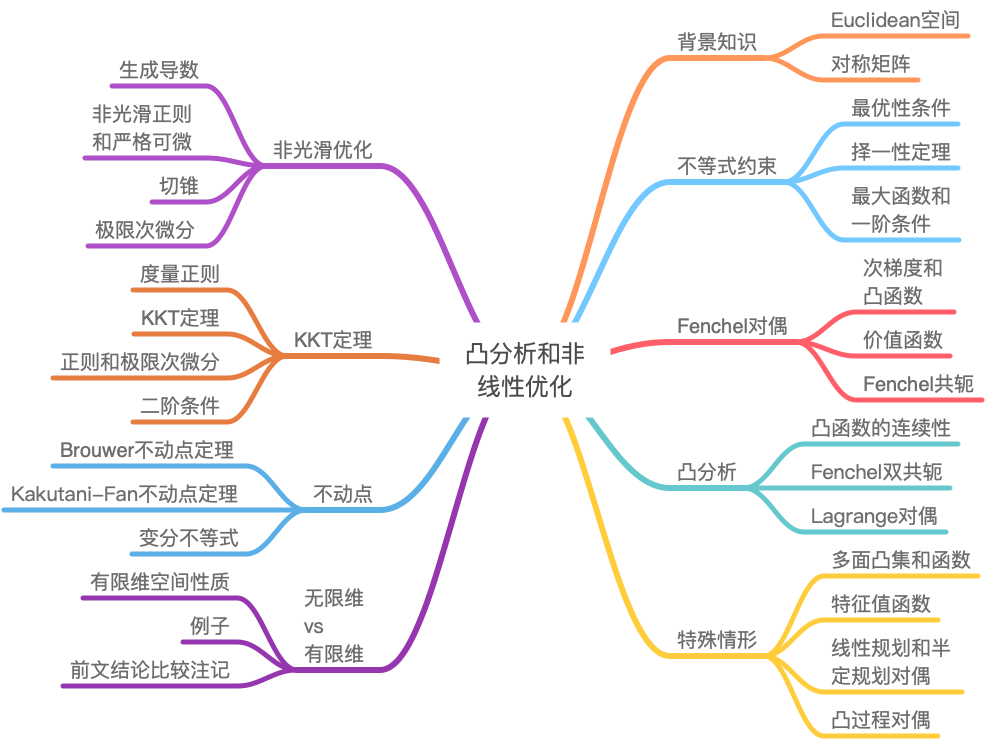 凸分析和非
线性优化
背景知识
Euclidean空间
对称矩阵
不等式约束
最优性条件
择一性定理
最大函数和
一阶条件
Fenchel对偶
次梯度和
凸函数
价值函数
Fenchel共轭
凸分析
凸函数的连续性
Fenchel双共轭
Lagrange对偶
特殊情形
多面凸集和函数
特征值函数
线性规划和半
定规划对偶
凸过程对偶
非光滑优化
生成导数
非光滑正则
和严格可微
切锥
极限次微分
KKT定理
度量正则
KKT定理
正则和极限次微分
二阶条件
不动点
Brouwer不动点定理
Kakutani–Fan不动点定理
变分不等式
无限维
vs
有限维
有限维空间性质
例子
前文结论比较注记